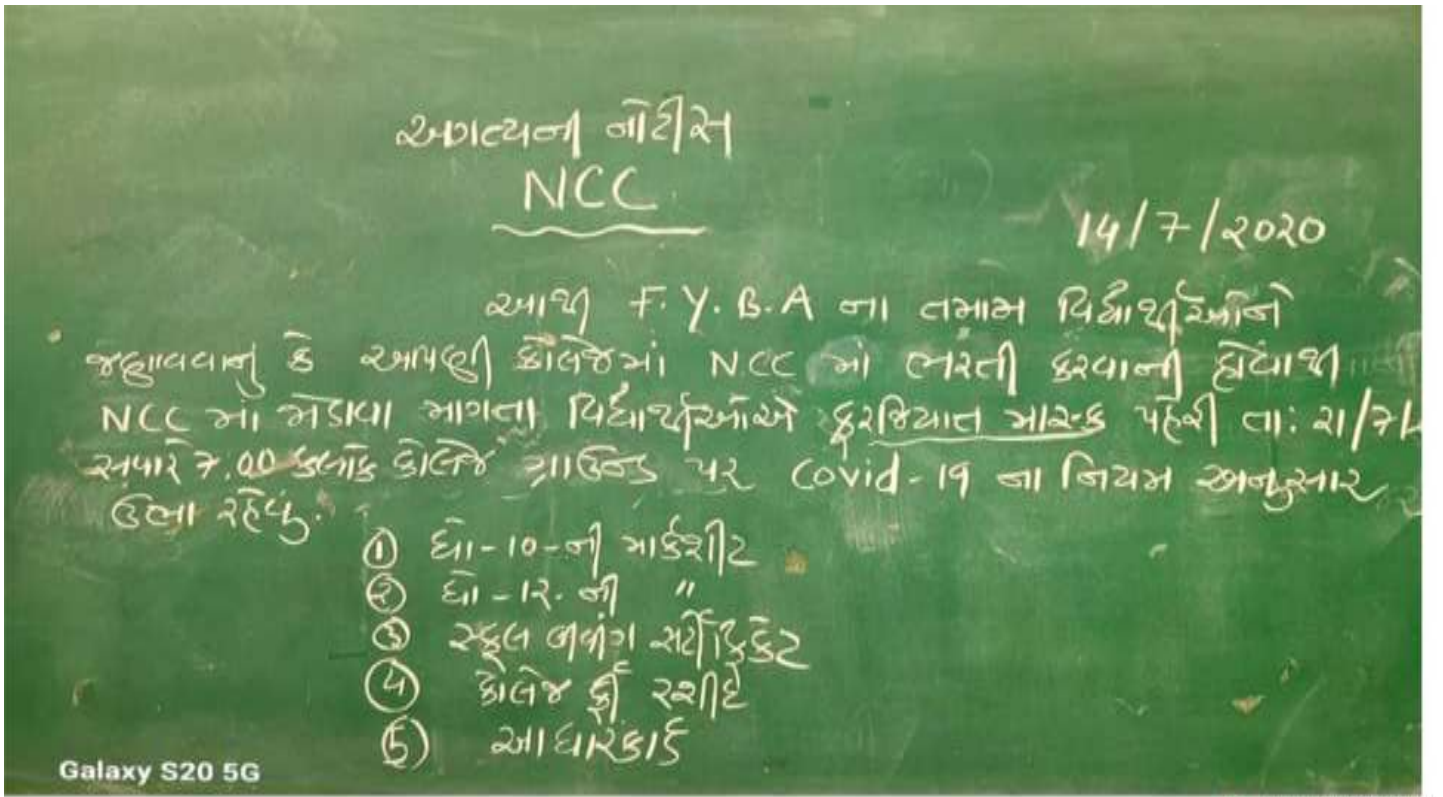 અગત્યની નોટીસ
NCC
14/7/2020
આથી F.Y.B.A ના તમામ વિદ્યાર્થીઓને
જણાવવાનું કે આપણી કોલેજમાં NCC માં ભરતી કરવાની હોવાથી
NCC માં જોડાવા માગતા વિદ્યાર્થીઓએ ફરજિયાત માસ્ક પહેરી તા: ૨1/7/
સવારે 7.00 કલાકે કોલેજ ગ્રાઉન્ડ પર Covid-19 ના નિયમ અનુસાર
ઉભા રહેવું.
① ધો-10-ની માર્કશીટ
② ધો-1૨. ની "
③ સ્કૂલ લીવીંગ સર્ટીફિકેટ
④ કોલેજ ફી રસીદ
⑤ આધારકાર્ડ
Galaxy S20 5G